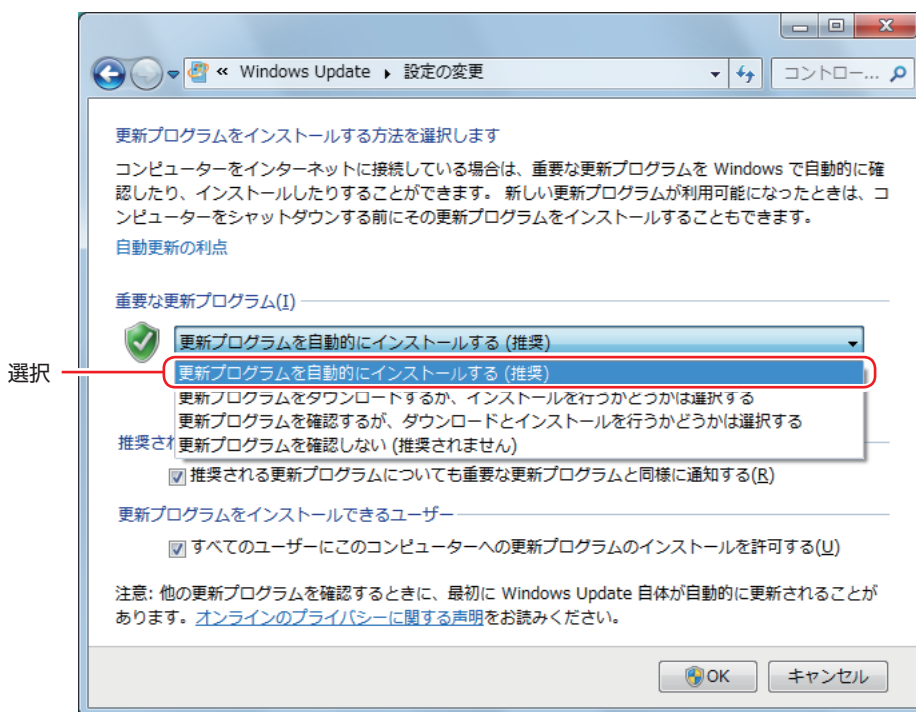 « Windows Update ▸ 設定の変更
コントロー...
更新プログラムをインストールする方法を選択します
コンピューターをインターネットに接続している場合は、重要な更新プログラムを Windows で自動的に確
認したり、インストールしたりすることができます。 新しい更新プログラムが利用可能になったときは、コ
ンピューターをシャットダウンする前にその更新プログラムをインストールすることもできます。
自動更新の利点
重要な更新プログラム(I)
更新プログラムを自動的にインストールする (推奨)
選択
更新プログラムを自動的にインストールする (推奨)
更新プログラムをダウンロードするが、インストールを行うかどうかは選択する
更新プログラムを確認するが、ダウンロードとインストールを行うかどうかは選択する
推奨さ
更新プログラムを確認しない (推奨されません)
推奨される更新プログラムについても重要な更新プログラムと同様に通知する(R)
更新プログラムをインストールできるユーザー
すべてのユーザーにこのコンピューターへの更新プログラムのインストールを許可する(U)
注意: 他の更新プログラムを確認するときに、最初に Windows Update 自体が自動的に更新されることが
あります。オンラインのプライバシーに関する声明をお読みください。
OK
キャンセル